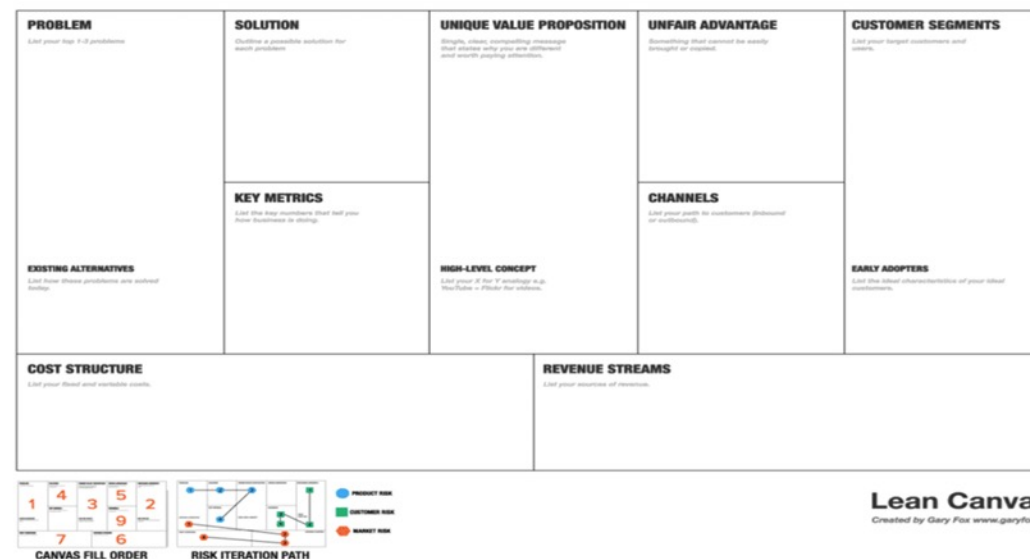 PROBLEM
List your top 1-3 problems
EXISTING ALTERNATIVES
List how these problems are solved
today.
SOLUTION
Outline a possible solution for
each problem
KEY METRICS
List the key numbers that tell you
how business is doing.
UNIQUE VALUE PROPOSITION
Single, clear, compelling message
that states why you are different
and worth paying attention.
HIGH-LEVEL CONCEPT
List your X for Y analogy e.g.
YouTube = Flickr for videos.
UNFAIR ADVANTAGE
Something that cannot be easily
brought or copied.
CHANNELS
List your path to customers (inbound
or outbound).
CUSTOMER SEGMENTS
List your target customers and
users.
EARLY ADOPTERS
List the ideal characteristics of your ideal
customers.
COST STRUCTURE
List your fixed and variable costs.
REVENUE STREAMS
List your sources of revenue.
1
4
3
5
2
9
7
6
CANVAS FILL ORDER
RISK ITERATION PATH
PRODUCT RISK
CUSTOMER RISK
MARKET RISK
Lean Canva
Created by Gary Fox www.garyfo